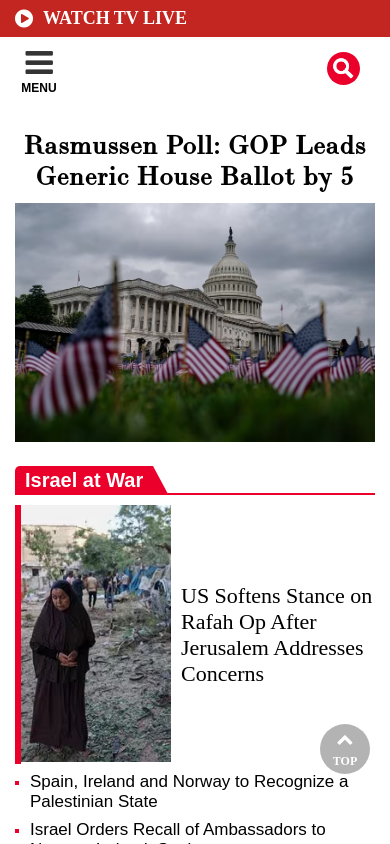 WATCH TV LIVE
MENU
Rasmussen Poll: GOP Leads
Generic House Ballot by 5
Israel at War
US Softens Stance on
Rafah Op After
Jerusalem Addresses
Concerns
TOP
Spain, Ireland and Norway to Recognize a
Palestinian State
Israel Orders Recall of Ambassadors to